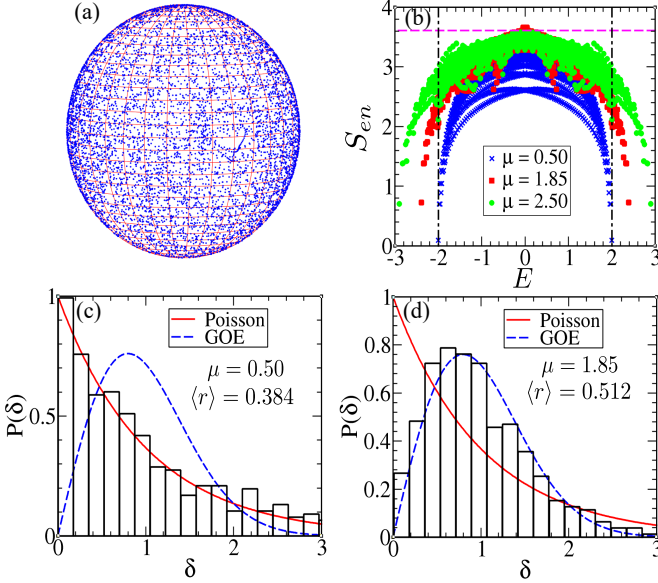 (a)
(b)
4
3
2
1
0
S_en
μ = 0.50
μ = 1.85
μ = 2.50
-3 -2 -1 0 1 2 3
E
(c)
1
0.5
0
P(δ)
Poisson
GOE
μ = 0.50
⟨r⟩ = 0.384
0 1 2 3
δ
(d)
1
0.8
0.6
0.4
0.2
0
P(δ)
Poisson
GOE
μ = 1.85
⟨r⟩ = 0.512
0 1 2 3
δ